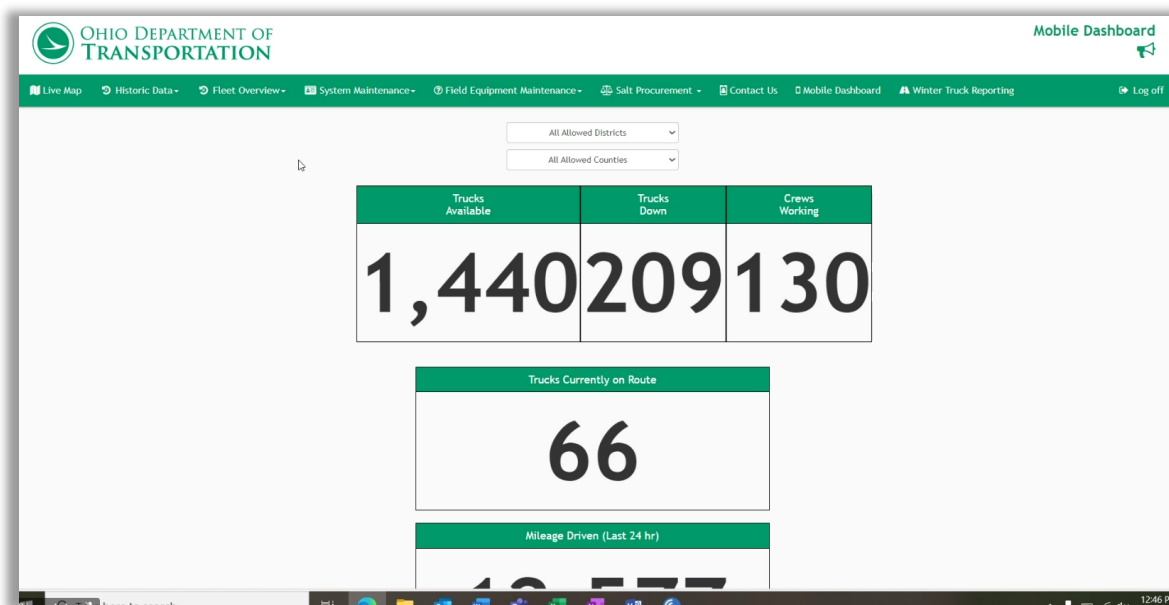 OHIO DEPARTMENT OF
TRANSPORTATION
Mobile Dashboard
Live Map Historic Data Fleet Overview System Maintenance Field Equipment Maintenance Salt Procurement Contact Us Mobile Dashboard Winter Truck Reporting Log off
All Allowed Districts
All Allowed Counties
Trucks Available
Trucks Down
Crews Working
1,440 209 130
Trucks Currently on Route
66
Mileage Driven (Last 24 hr)
12:46 P